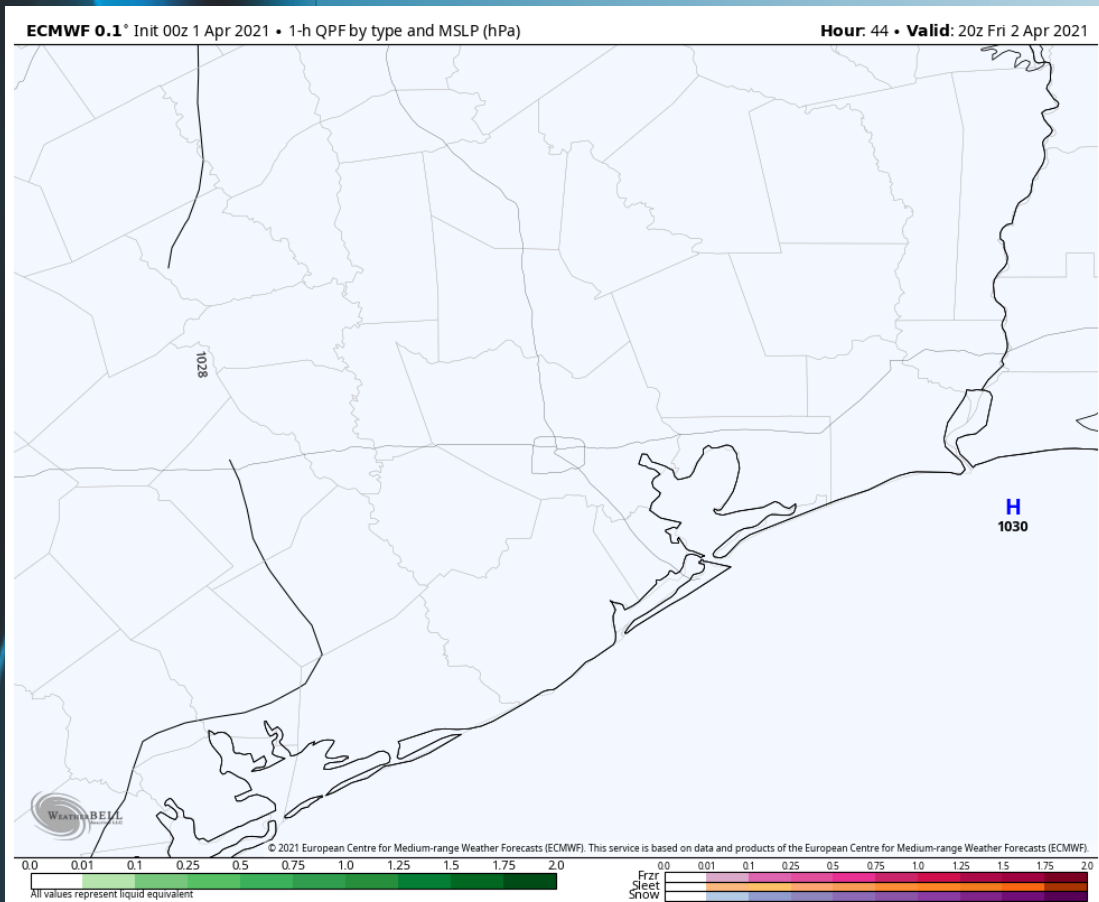 ECMWF 0.1° Init 00z 1 Apr 2021 • 1-h QPF by type and MSLP (hPa)
Hour: 44 • Valid: 20z Fri 2 Apr 2021
1028
H
1030
WEATHERBELL
© 2021 European Centre for Medium-range Weather Forecasts (ECMWF). This service is based on data and products of the European Centre for Medium-range Weather Forecasts (ECMWF).
0.0 0.01 0.1 0.25 0.5 0.75 1.0 1.25 1.5 1.75 2.0
All values represent liquid equivalent
0.0 0.01 0.1 0.25 0.5 0.75 1.0 1.25 1.5 1.75 2.0
Frzr
Sleet
Snow